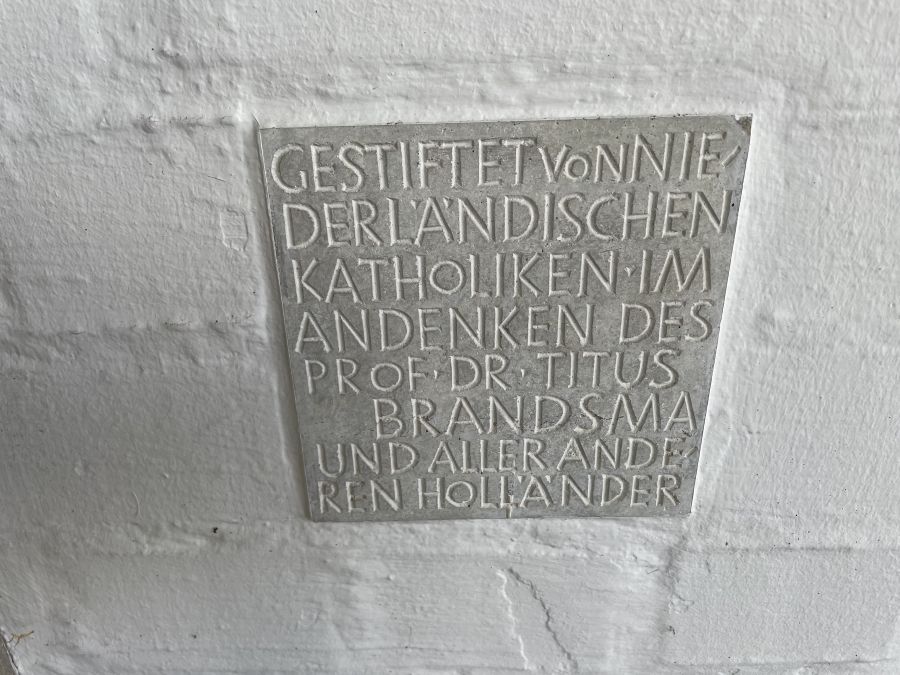 GESTIFTET VON NIE-
DERLÄNDISCHEN
KATHOLIKEN · IM
ANDENKEN DES
PROF · DR · TITUS
BRANDSMA
UND ALLER ANDE-
REN HOLLÄNDER